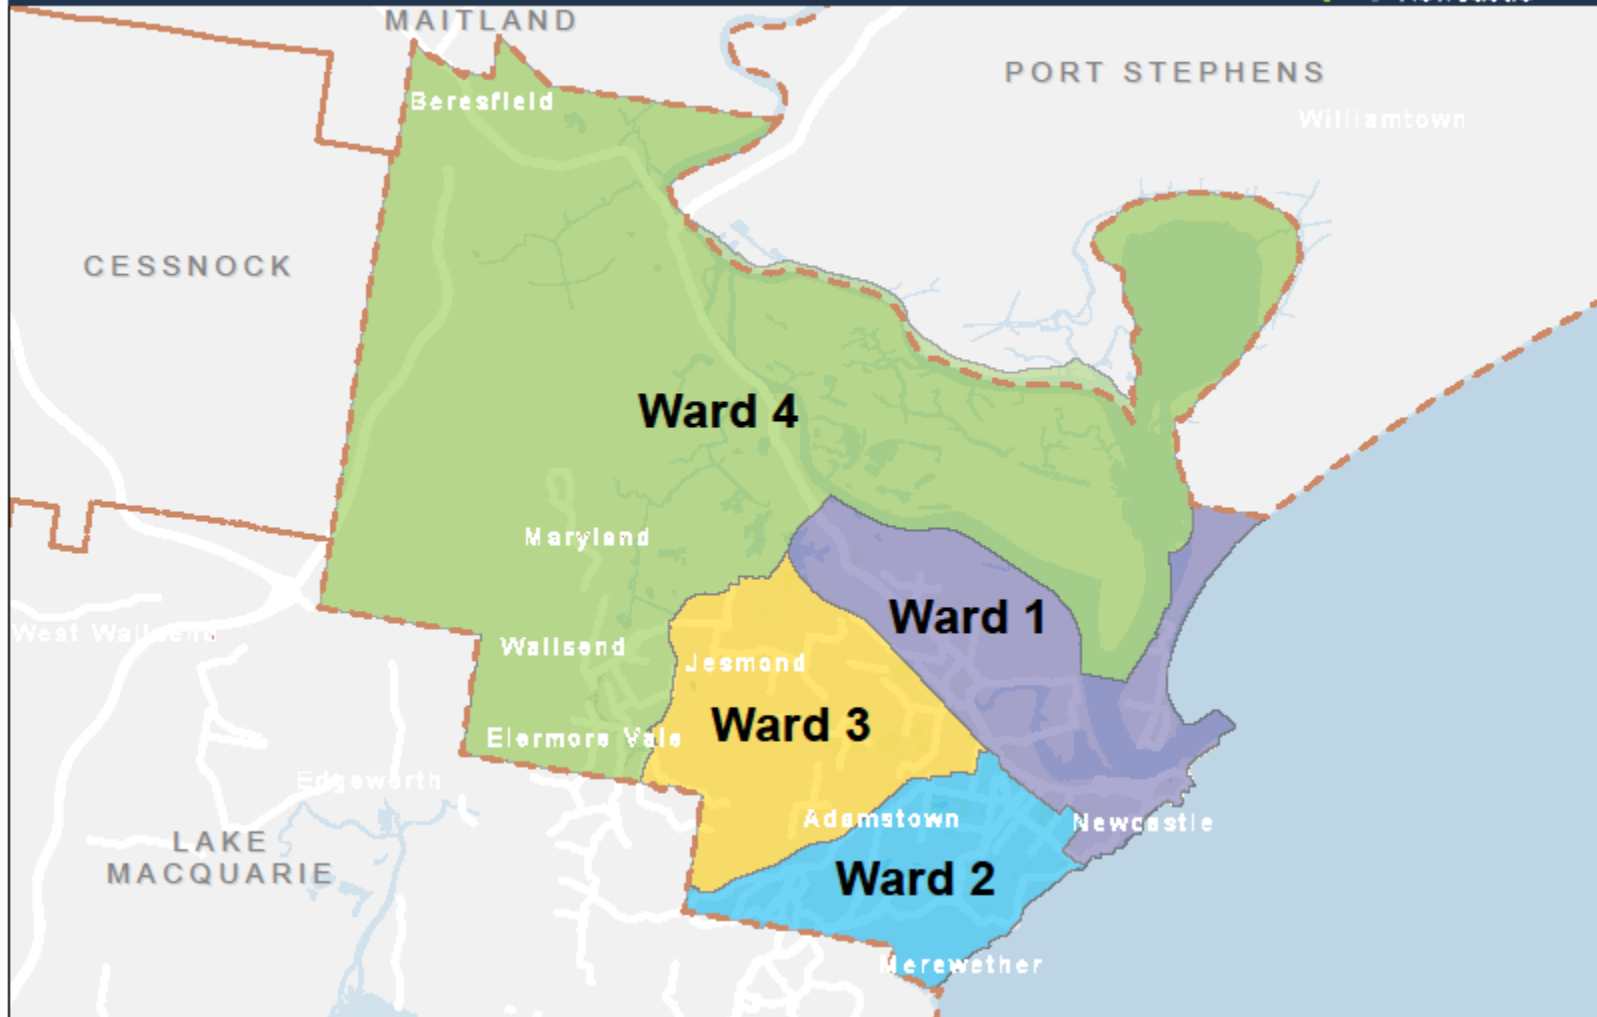 MAITLAND
PORT STEPHENS
Beresfield
Williamtown
CESSNOCK
Ward 4
Maryland
Ward 1
West Wallsend
Wallsend
Jesmond
Ward 3
Elermore Vale
Edgeworth
Adamstown
Newcastle
LAKE
MACQUARIE
Ward 2
Merewether